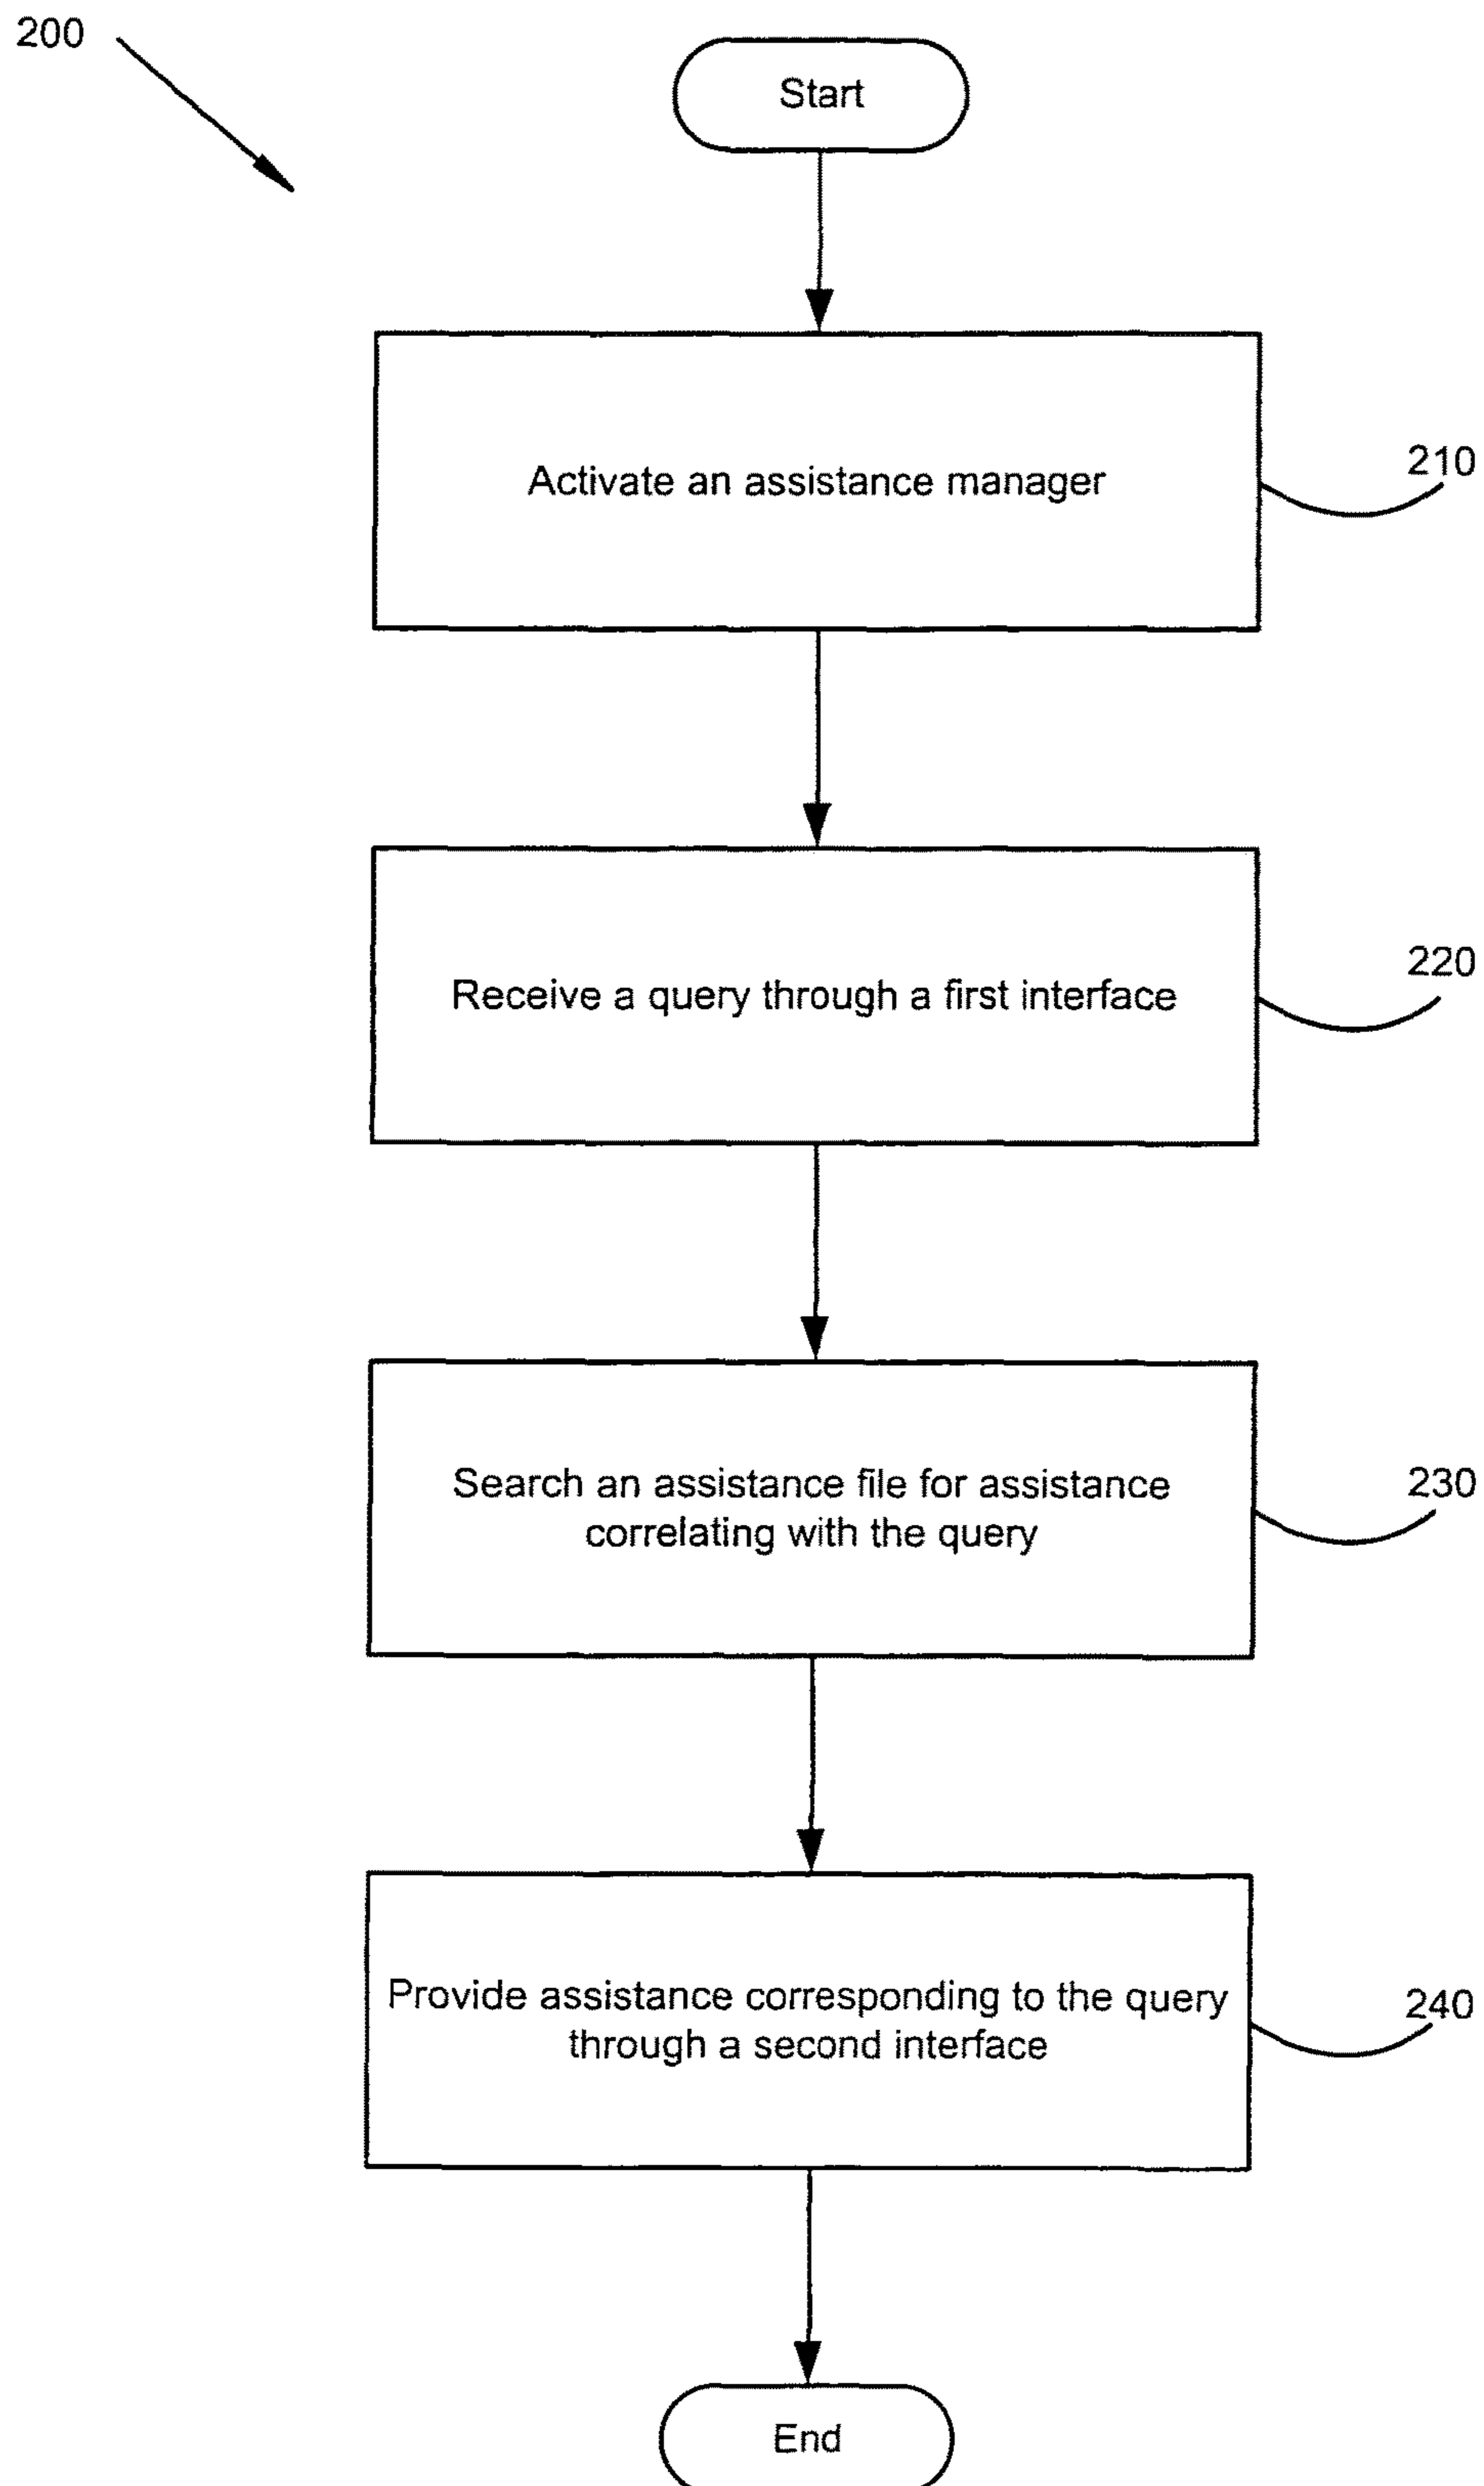 200
Start
Activate an assistance manager
210
Receive a query through a first interface
220
Search an assistance file for assistance
correlating with the query
230
Provide assistance corresponding to the query
through a second interface
240
End